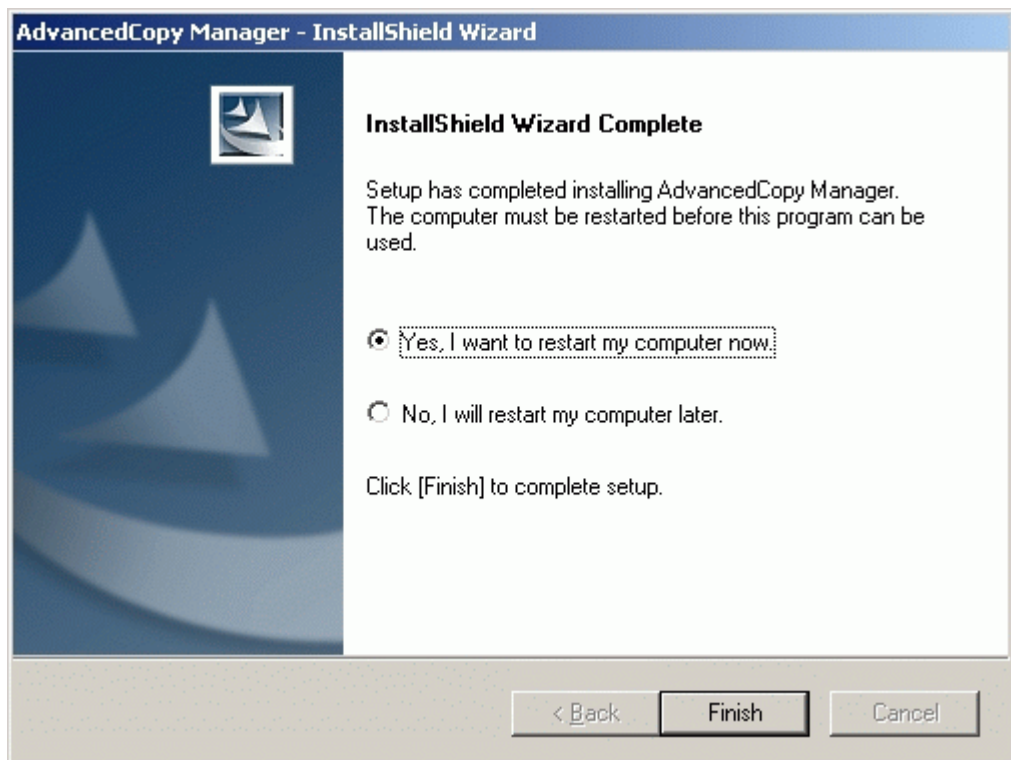 AdvancedCopy Manager - InstallShield Wizard
InstallShield Wizard Complete
Setup has completed installing AdvancedCopy Manager.
The computer must be restarted before this program can be
used.
Yes, I want to restart my computer now.
No, I will restart my computer later.
Click [Finish] to complete setup.
< Back
Finish
Cancel